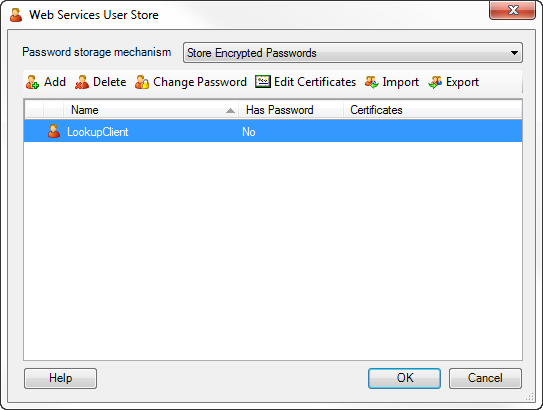 Web Services User Store
Password storage mechanism Store Encrypted Passwords
Add Delete Change Password Edit Certificates Import Export
Name Has Password Certificates
LookupClient No
Help OK Cancel